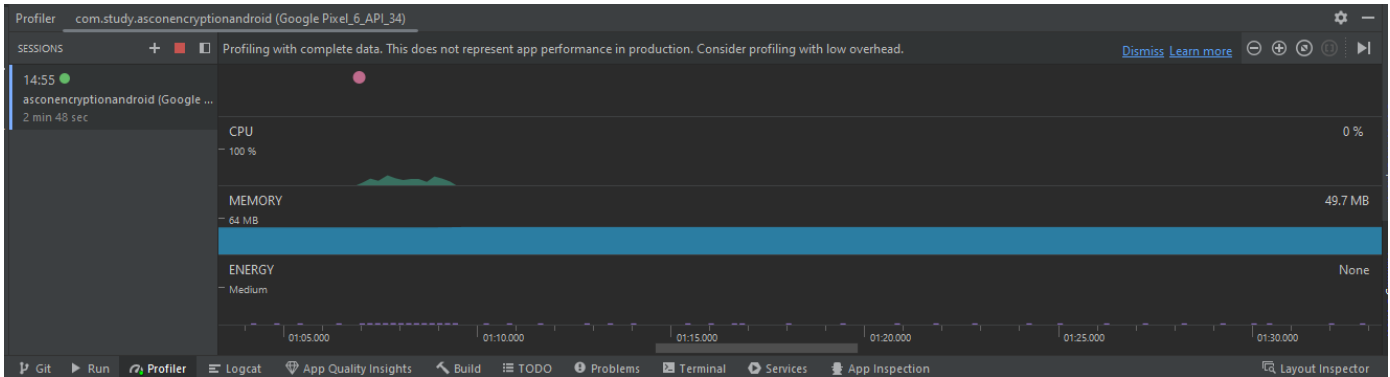 Profiler com.study.asconencryptionandroid (Google Pixel_6_API_34)
SESSIONS
Profiling with complete data. This does not represent app performance in production. Consider profiling with low overhead. Dismiss Learn more
14:55
asconencryptionandroid (Google ...
2 min 48 sec
CPU 0 %
100 %
MEMORY 49.7 MB
64 MB
ENERGY None
Medium
01:05.000 01:10.000 01:15.000 01:20.000 01:25.000 01:30.000
Git Run Profiler Logcat App Quality Insights Build TODO Problems Terminal Services App Inspection Layout Inspector